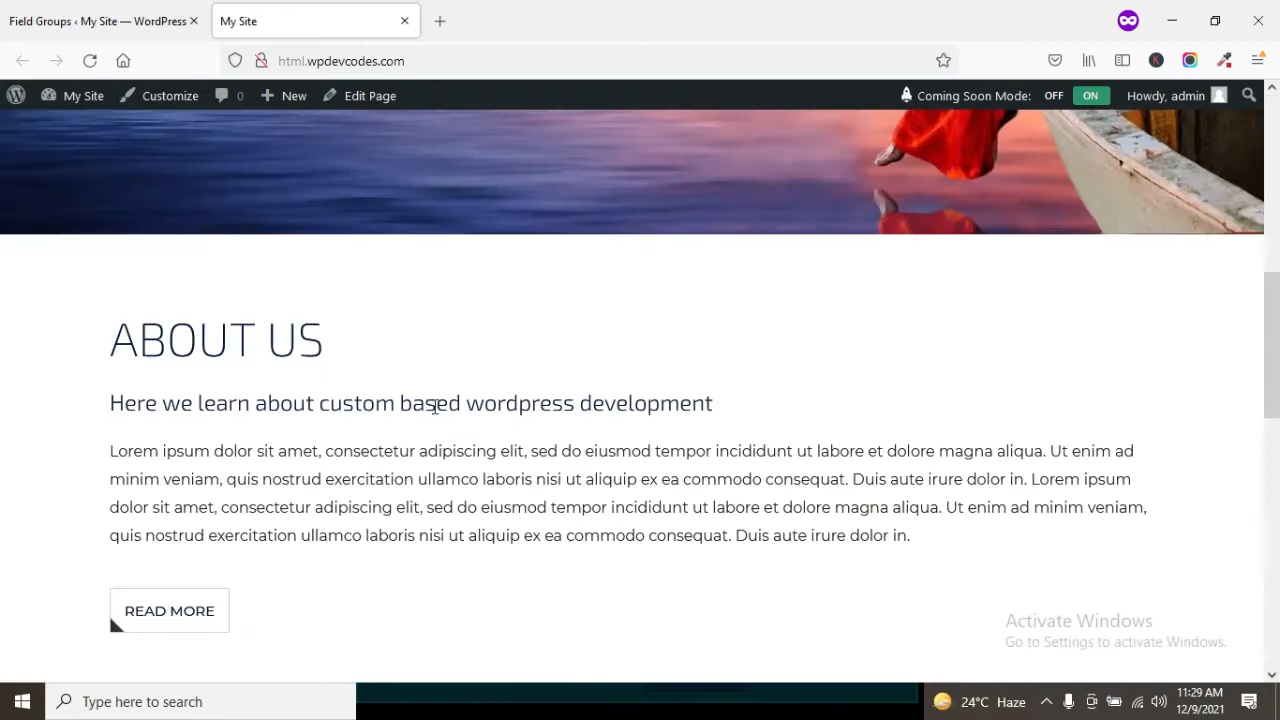 Field Groups ‹ My Site — WordPress
My Site
html.wpdevcodes.com
My Site
Customize
0
New
Edit Page
Coming Soon Mode:
OFF
ON
Howdy, admin
ABOUT US
Here we learn about custom based wordpress development
Lorem ipsum dolor sit amet, consectetur adipiscing elit, sed do eiusmod tempor incididunt ut labore et dolore magna aliqua. Ut enim ad
minim veniam, quis nostrud exercitation ullamco laboris nisi ut aliquip ex ea commodo consequat. Duis aute irure dolor in. Lorem ipsum
dolor sit amet, consectetur adipiscing elit, sed do eiusmod tempor incididunt ut labore et dolore magna aliqua. Ut enim ad minim veniam,
quis nostrud exercitation ullamco laboris nisi ut aliquip ex ea commodo consequat. Duis aute irure dolor in.
READ MORE
Activate Windows
Go to Settings to activate Windows.
Type here to search
24°C Haze
11:29 AM
12/9/2021